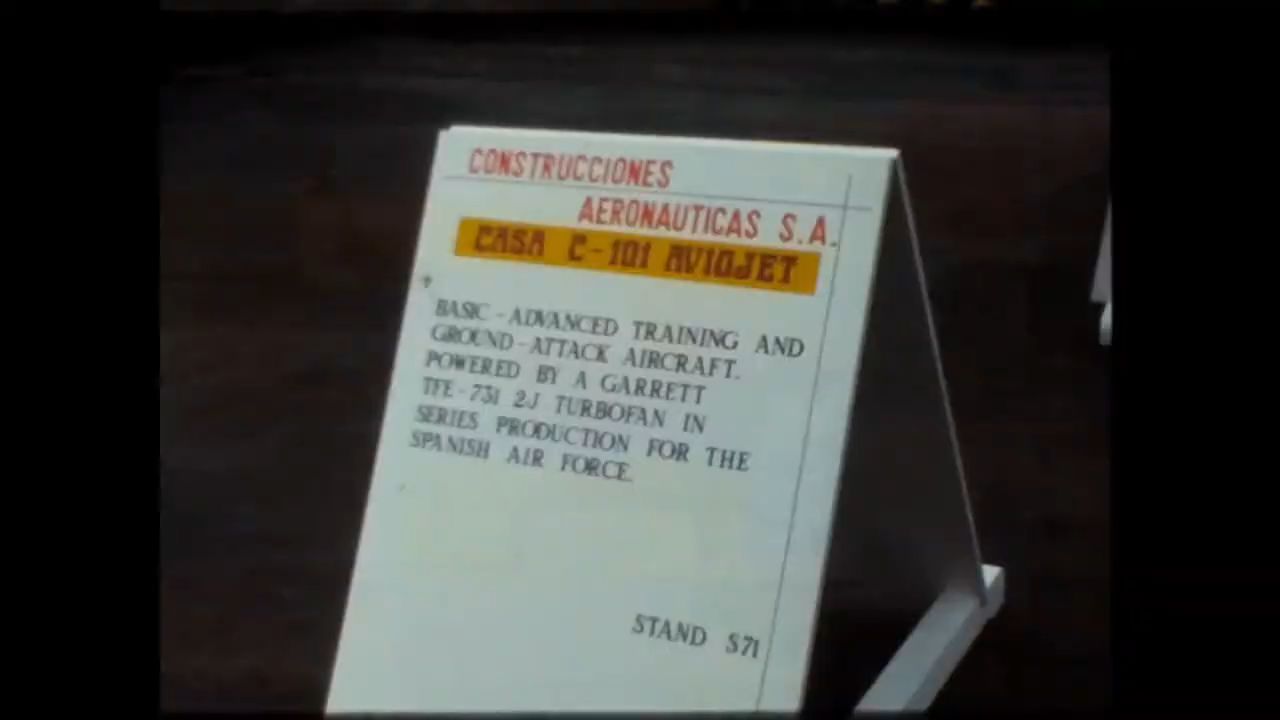 CONSTRUCCIONES
AERONAUTICAS S.A.
CASA C-101 AVIOJET
BASIC-ADVANCED TRAINING AND
GROUND-ATTACK AIRCRAFT.
POWERED BY A GARRETT
TFE-731 2J TURBOFAN IN
SERIES PRODUCTION FOR THE
SPANISH AIR FORCE.
STAND S71